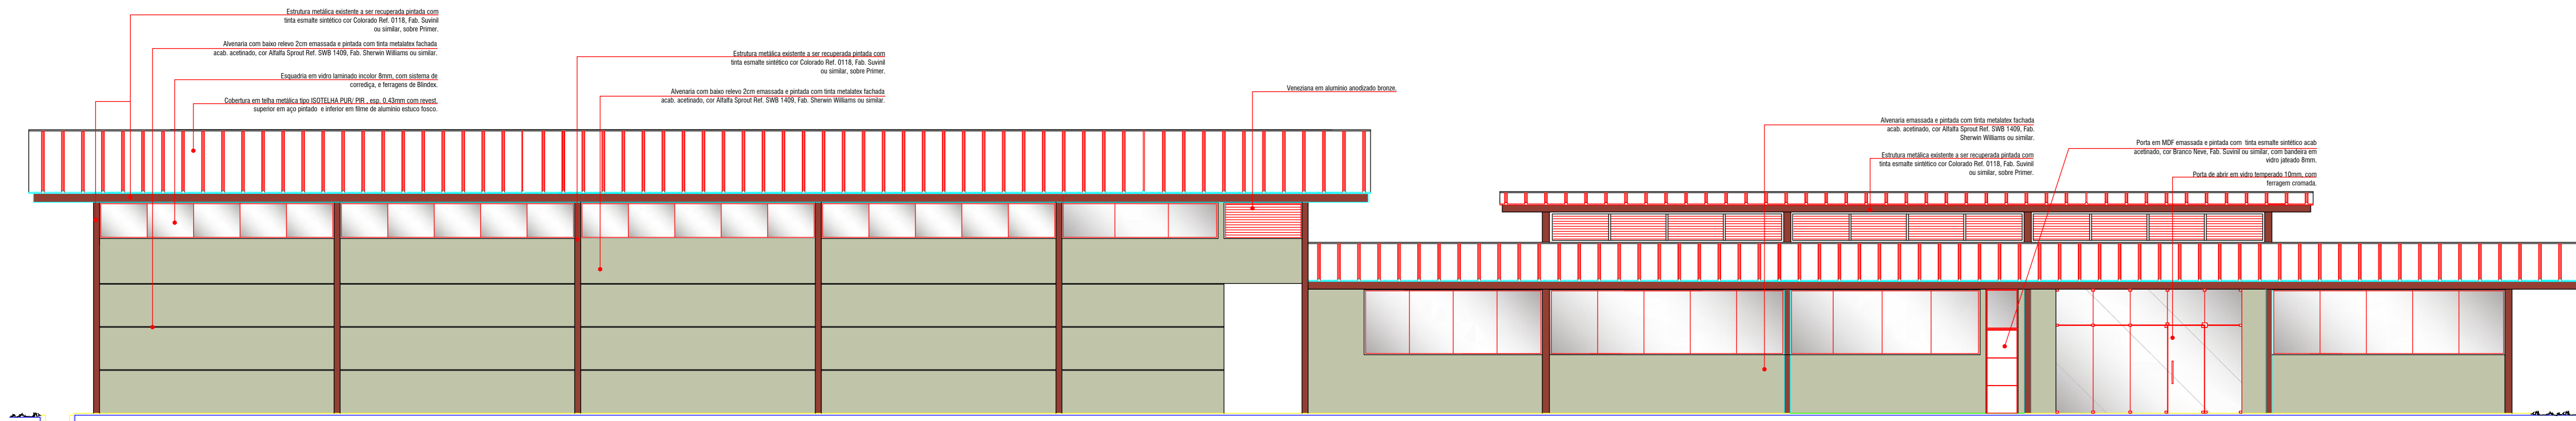 Estrutura metálica existente a ser recuperada pintada com
tinta esmalte sintético cor Colorado Ref. 0118, Fab. Suvinil
ou similar, sobre Primer.
Alvenaria com baixo relevo 2cm emassada e pintada com tinta metalatex fachada
acab. acetinado, cor Alfalfa Sprout Ref. SWB 1409, Fab. Sherwin Williams ou similar.
Esquadria em vidro laminado incolor 8mm, com sistema de
corrediça, e ferragens de Blindex.
Cobertura em telha metálica tipo ISOTELHA PUR/ PIR , esp. 0,43mm com revest.
superior em aço pintado  e inferior em filme de alumínio estuco fosco.
Estrutura metálica existente a ser recuperada pintada com
tinta esmalte sintético cor Colorado Ref. 0118, Fab. Suvinil
ou similar, sobre Primer.
Alvenaria com baixo relevo 2cm emassada e pintada com tinta metalatex fachada
acab. acetinado, cor Alfalfa Sprout Ref. SWB 1409, Fab. Sherwin Williams ou similar.
Veneziana em alumínio anodizado bronze.
Alvenaria emassada e pintada com tinta metalatex fachada
acab. acetinado, cor Alfalfa Sprout Ref. SWB 1409, Fab.
Sherwin Williams ou similar.
Estrutura metálica existente a ser recuperada pintada com
tinta esmalte sintético cor Colorado Ref. 0118, Fab. Suvinil
ou similar, sobre Primer.
Porta em MDF emassada e pintada com  tinta esmalte sintético acab
acetinado, cor Branco Neve, Fab. Suvinil ou similar, com bandeira em
vidro jateado 8mm.
Porta de abrir em vidro temperado 10mm, com
ferragem cromada.